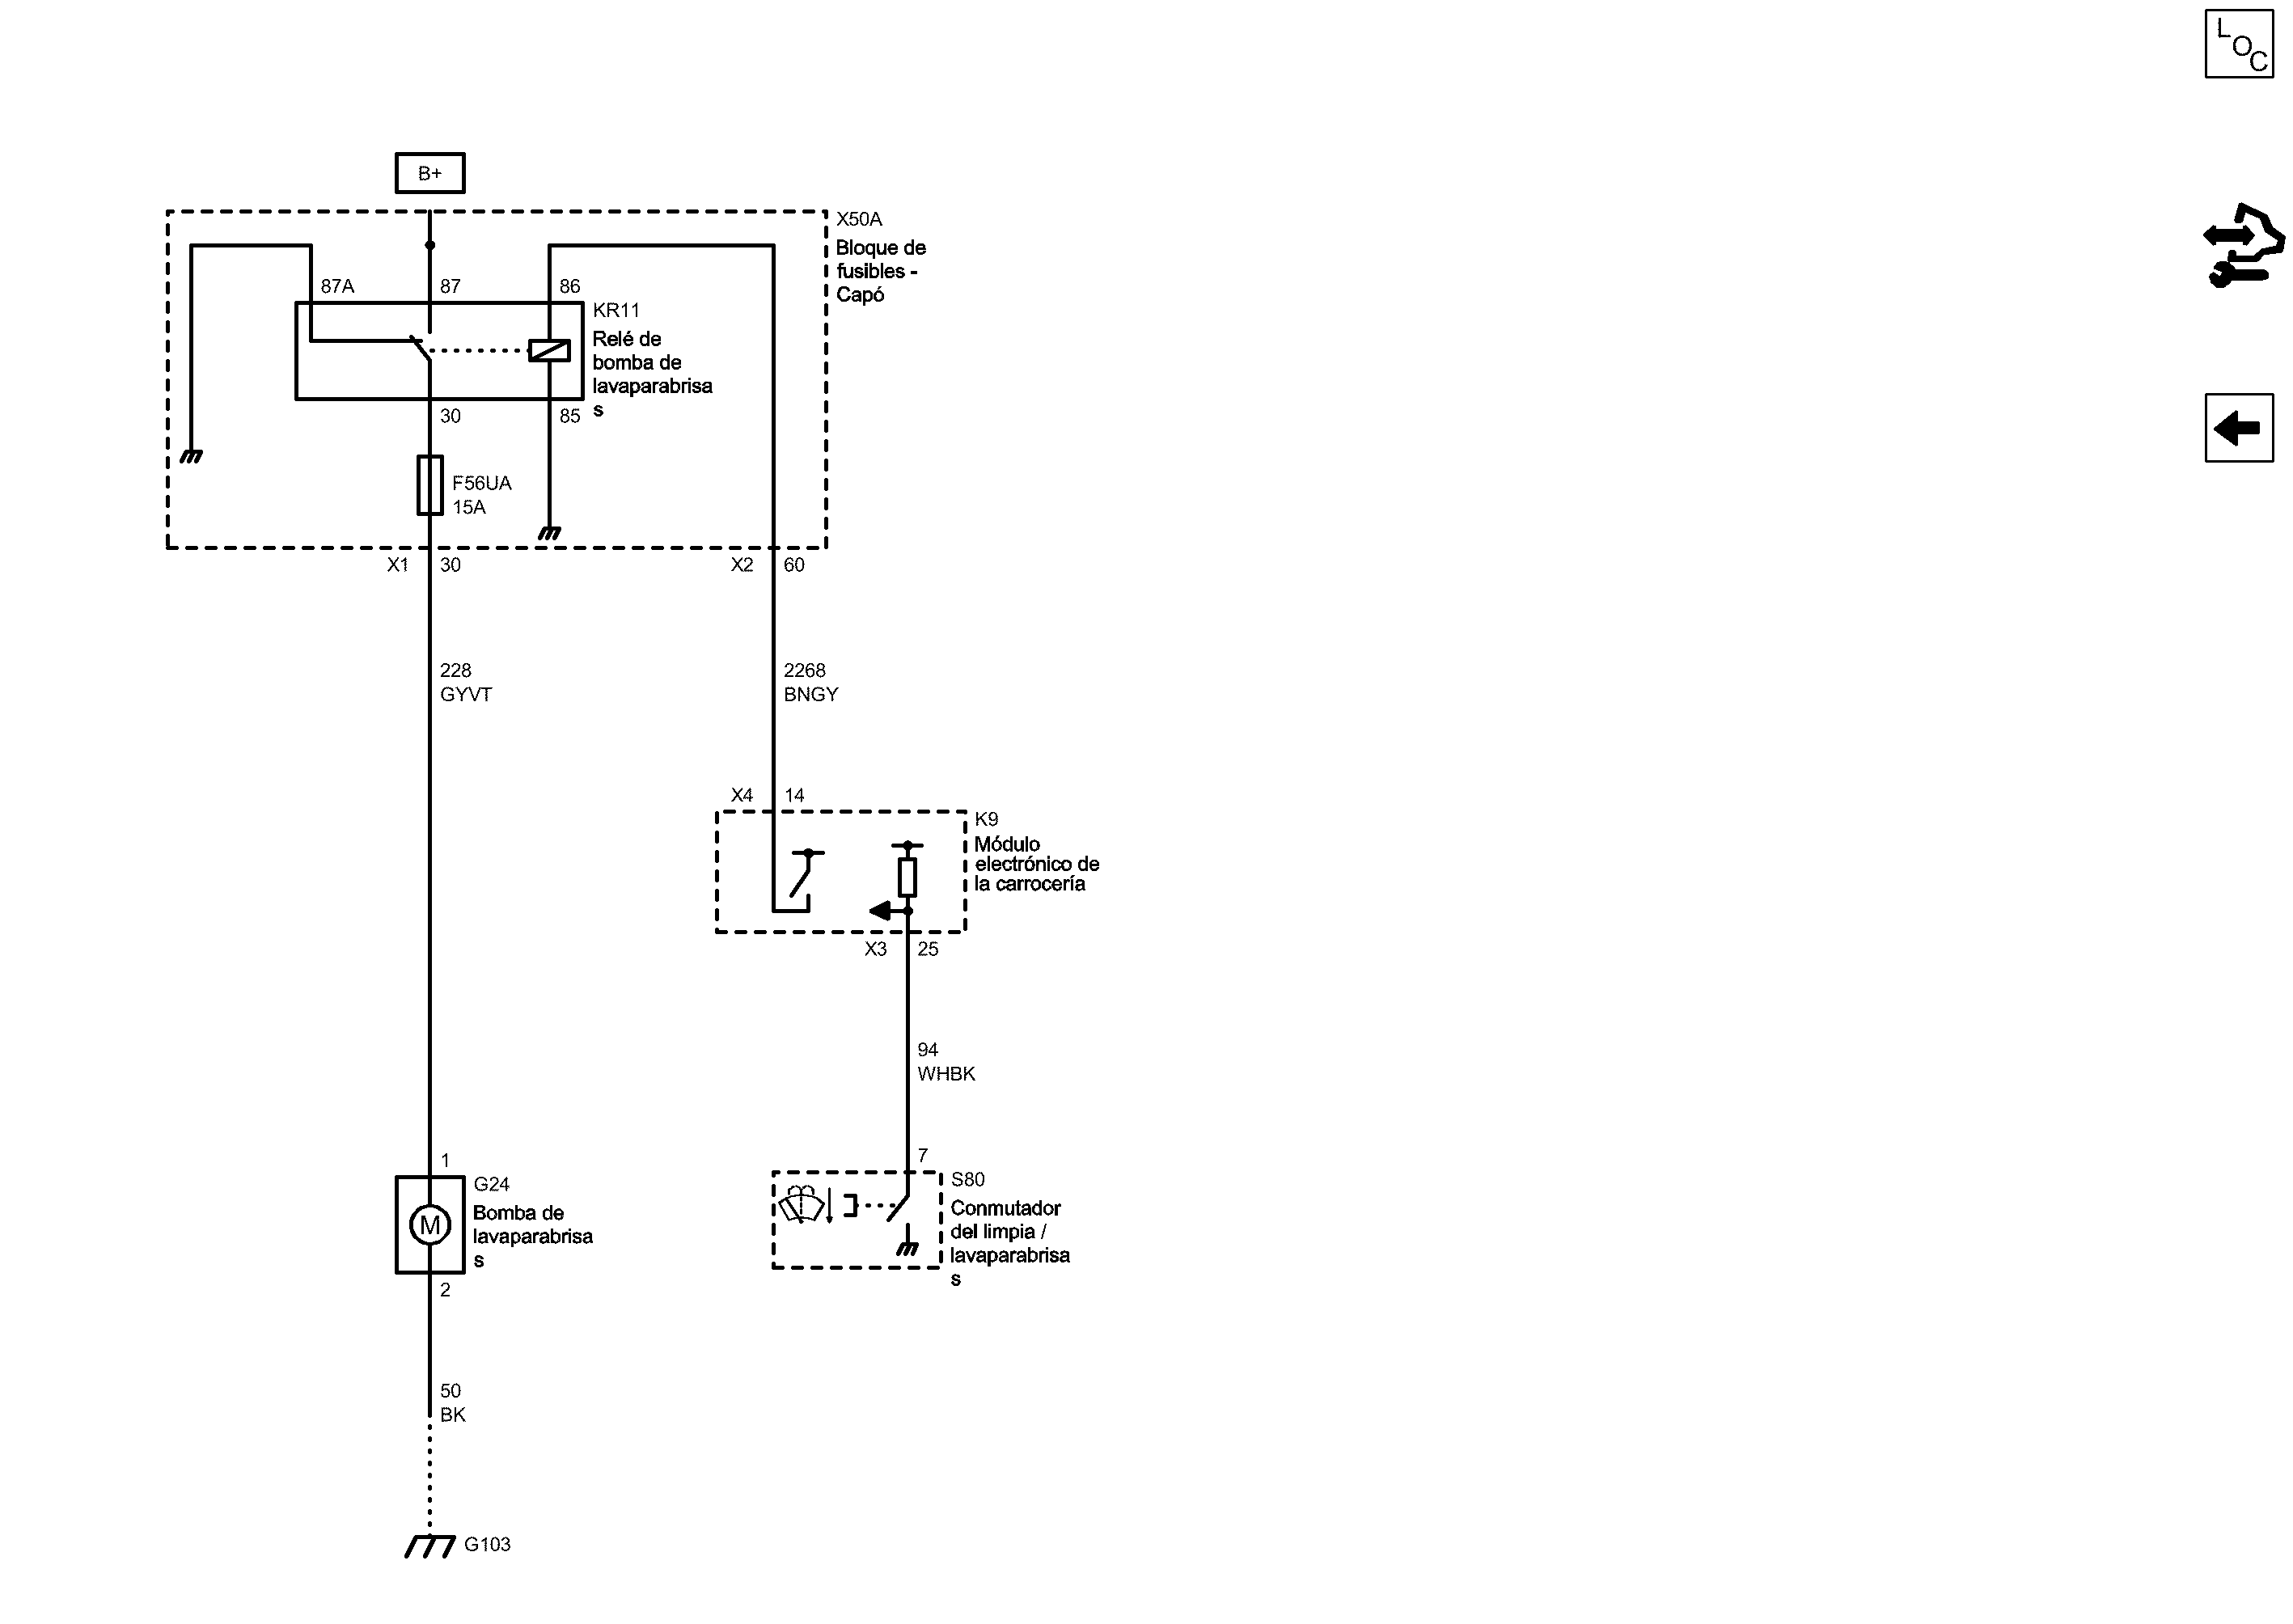 L
O
C
B+
X50A
Bloque de
fusibles -
Capó
87A
87
86
KR11
Relé de
bomba de
lavaparabrisa
s
30
85
F56UA
15A
X1
30
X2
60
228
GYVT
2268
BNGY
X4
14
K9
Módulo
electrónico de
la carrocería
X3
25
94
WHBK
7
1
G24
Bomba de
lavaparabrisa
s
M
2
S80
Conmutador
del limpia /
lavaparabrisa
s
50
BK
G103